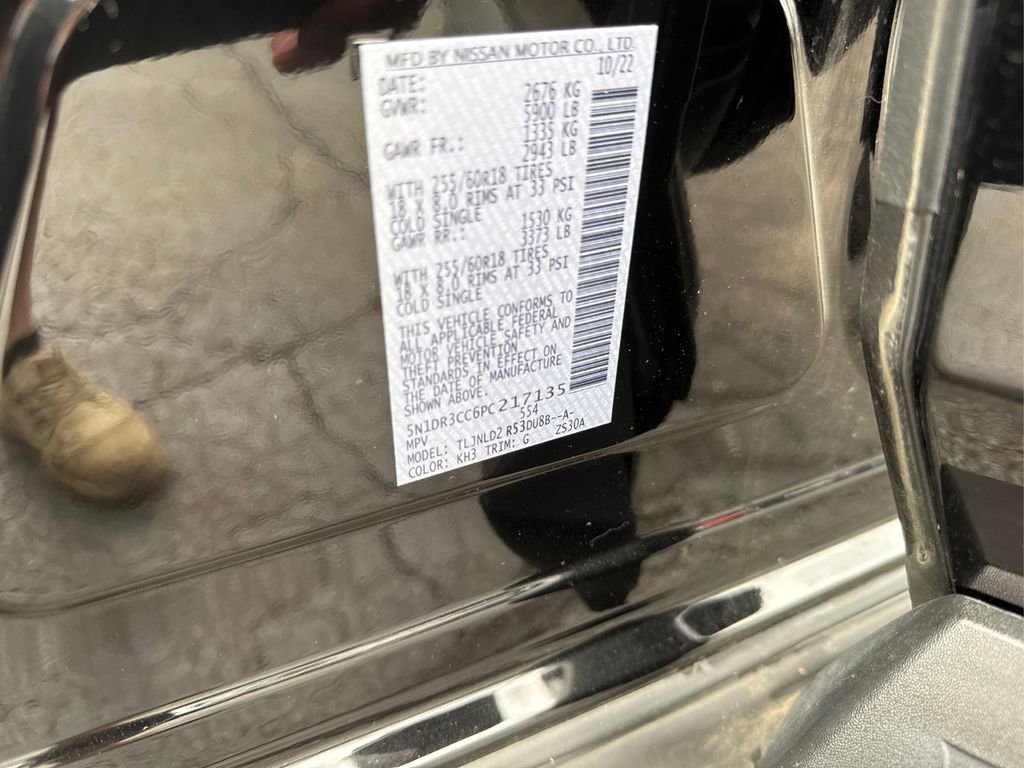 MFD BY NISSAN MOTOR CO., LTD.
DATE: 10/22
GVWR: 2676 KG
5900 LB
GAWR FR.: 1335 KG
2943 LB
WITH 255/60R18 TIRES
18 X 8.0 RIMS AT 33 PSI
COLD SINGLE
GAWR RR.: 1530 KG
3373 LB
WITH 255/60R18 TIRES
18 X 8.0 RIMS AT 33 PSI
COLD SINGLE
THIS VEHICLE CONFORMS TO
ALL APPLICABLE FEDERAL
MOTOR VEHICLE SAFETY AND
THEFT PREVENTION
STANDARDS IN EFFECT ON
THE DATE OF MANUFACTURE
SHOWN ABOVE.
5N1DR3CC6PC217135
MPV 554
MODEL: TLJNLD2 R53DU8B--A-
COLOR: KH3 TRIM: G ZS30A